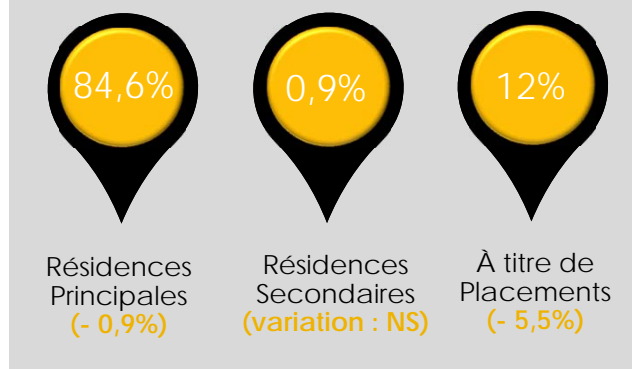 84,6%
0,9%
12%
Résidences
Principales
(- 0,9%)
Résidences
Secondaires
(variation : NS)
À titre de
Placements
(- 5,5%)